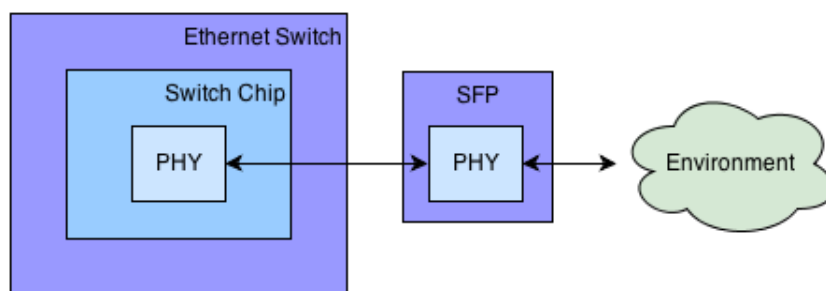 Ethernet Switch
Switch Chip
PHY
SFP
PHY
Environment